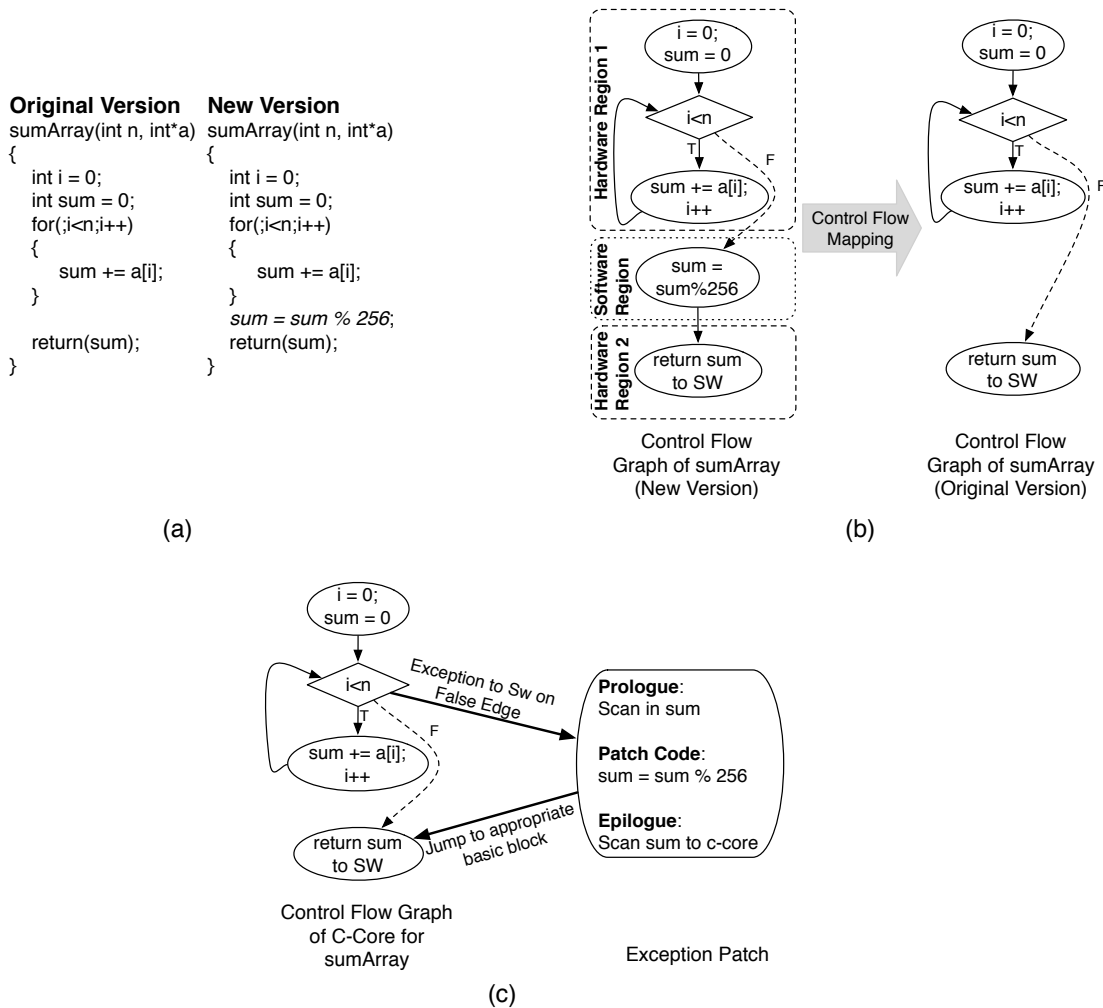 Original Version
sumArray(int n, int*a)
{
int i = 0;
int sum = 0;
for(;i<n;i++)
{
sum += a[i];
}
return(sum);
}
New Version
sumArray(int n, int*a)
{
int i = 0;
int sum = 0;
for(;i<n;i++)
{
sum += a[i];
}
sum = sum % 256;
return(sum);
}
(a)
Hardware Region 1
i = 0;
sum = 0
i<n
T
F
sum += a[i];
i++
Software
Region
sum =
sum%256
Hardware
Region 2
return sum
to SW
Control Flow
Graph of sumArray
(New Version)
Control Flow
Mapping
i = 0;
sum = 0
i<n
T
F
sum += a[i];
i++
return sum
to SW
Control Flow
Graph of sumArray
(Original Version)
(b)
i = 0;
sum = 0
i<n
T
F
sum += a[i];
i++
return sum
to SW
Exception to Sw on
False Edge
Jump to appropriate
basic block
Prologue:
Scan in sum
Patch Code:
sum = sum % 256
Epilogue:
Scan sum to c-core
Control Flow Graph
of C-Core for
sumArray
Exception Patch
(c)